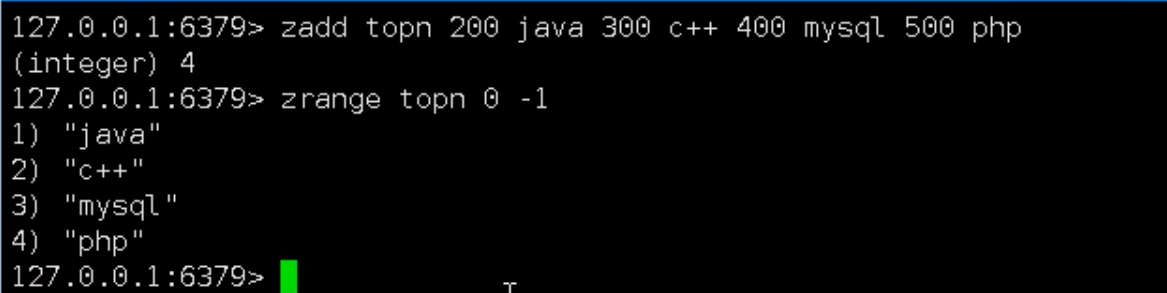 127.0.0.1:6379> zadd topn 200 java 300 c++ 400 mysql 500 php
(integer) 4
127.0.0.1:6379> zrange topn 0 -1
1) "java"
2) "c++"
3) "mysql"
4) "php"
127.0.0.1:6379>